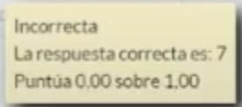 Incorrecta
La respuesta correcta es: 7
Puntúa 0.00 sobre 1.00